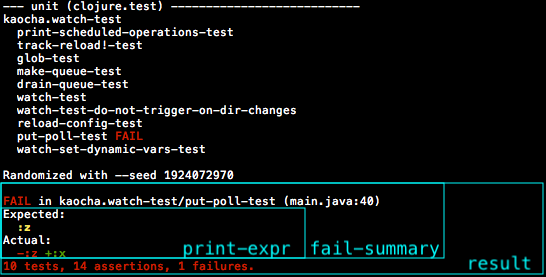 --- unit (clojure.test) ---------------------------
kaocha.watch-test
print-scheduled-operations-test
track-reload!-test
glob-test
make-queue-test
drain-queue-test
watch-test
watch-test-do-not-trigger-on-dir-changes
reload-config-test
put-poll-test FAIL
watch-set-dynamic-vars-test
Randomized with --seed 1924072970
FAIL in kaocha.watch-test/put-poll-test (main.java:40)
Expected:
:z
Actual:
-:z +:x
print-expr
fail-summary
10 tests, 14 assertions, 1 failures.
result